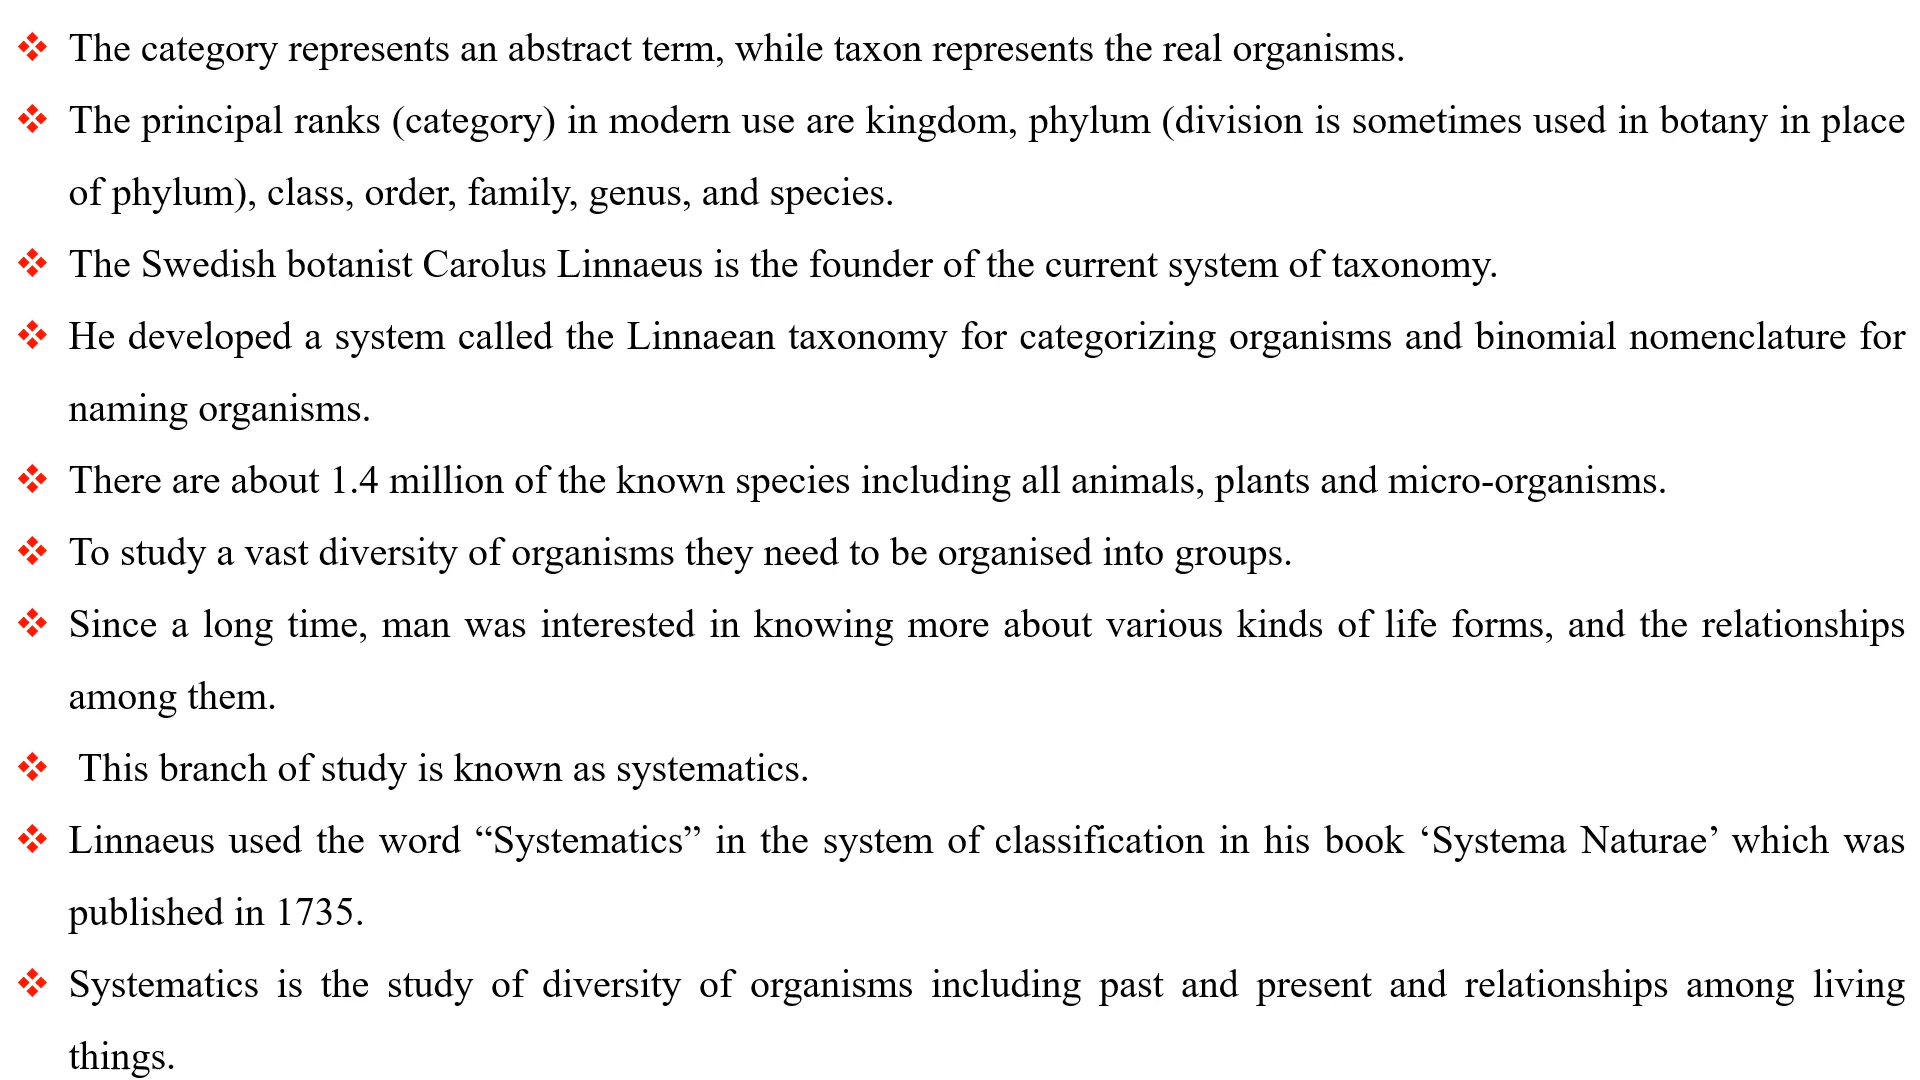 ❖ The category represents an abstract term, while taxon represents the real organisms.
❖ The principal ranks (category) in modern use are kingdom, phylum (division is sometimes used in botany in place
of phylum), class, order, family, genus, and species.
❖ The Swedish botanist Carolus Linnaeus is the founder of the current system of taxonomy.
❖ He developed a system called the Linnaean taxonomy for categorizing organisms and binomial nomenclature for
naming organisms.
❖ There are about 1.4 million of the known species including all animals, plants and micro-organisms.
❖ To study a vast diversity of organisms they need to be organised into groups.
❖ Since a long time, man was interested in knowing more about various kinds of life forms, and the relationships
among them.
❖ This branch of study is known as systematics.
❖ Linnaeus used the word “Systematics” in the system of classification in his book ‘Systema Naturae’ which was
published in 1735.
❖ Systematics is the study of diversity of organisms including past and present and relationships among living
things.